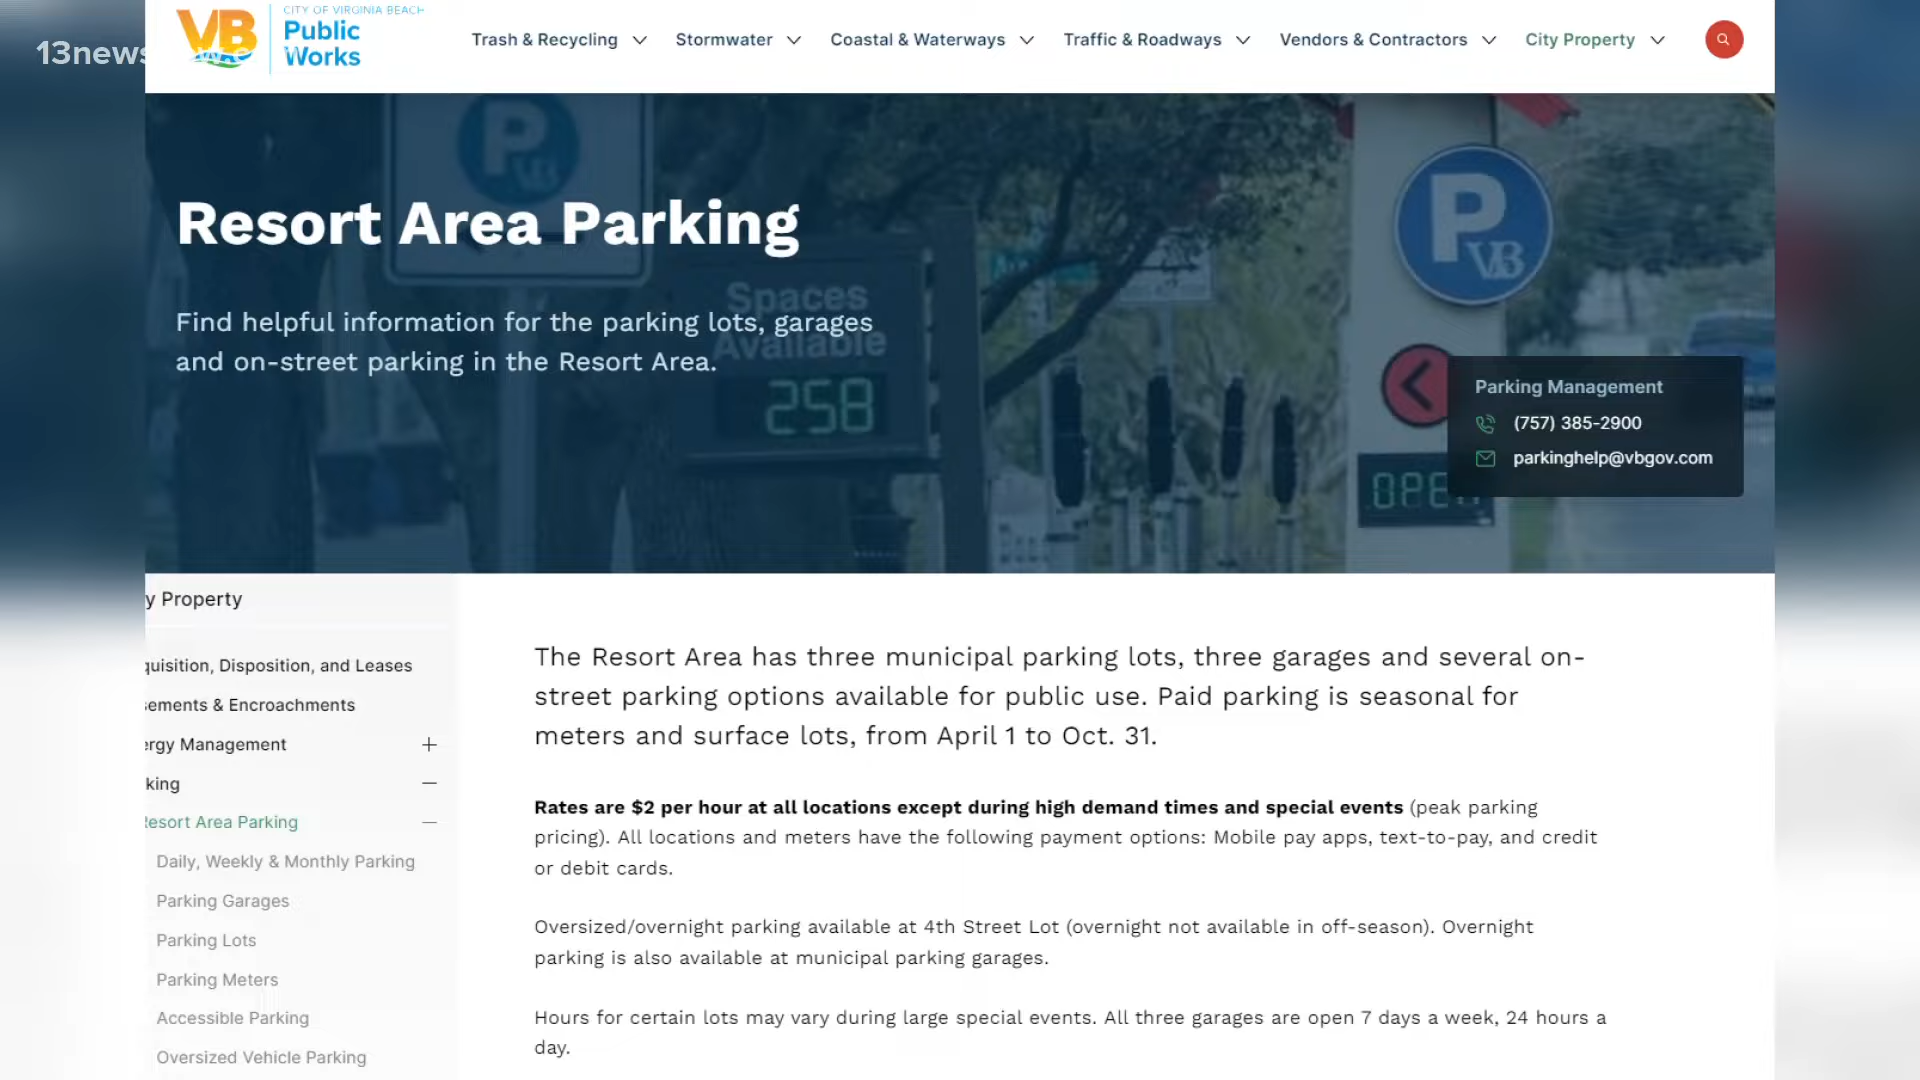 13news
VB
CITY OF VIRGINIA BEACH
Public
Works
Trash & Recycling
Stormwater
Coastal & Waterways
Traffic & Roadways
Vendors & Contractors
City Property
P
VB
P
VB
Resort Area Parking
Spaces
Available
258
Find helpful information for the parking lots, garages
and on-street parking in the Resort Area.
Parking Management
(757) 385-2900
parkinghelp@vbgov.com
OPEN
y Property
quisition, Disposition, and Leases
sements & Encroachments
ergy Management
king
Resort Area Parking
Daily, Weekly & Monthly Parking
Parking Garages
Parking Lots
Parking Meters
Accessible Parking
Oversized Vehicle Parking
The Resort Area has three municipal parking lots, three garages and several on-
street parking options available for public use. Paid parking is seasonal for
meters and surface lots, from April 1 to Oct. 31.
Rates are $2 per hour at all locations except during high demand times and special events (peak parking
pricing). All locations and meters have the following payment options: Mobile pay apps, text-to-pay, and credit
or debit cards.
Oversized/overnight parking available at 4th Street Lot (overnight not available in off-season). Overnight
parking is also available at municipal parking garages.
Hours for certain lots may vary during large special events. All three garages are open 7 days a week, 24 hours a
day.